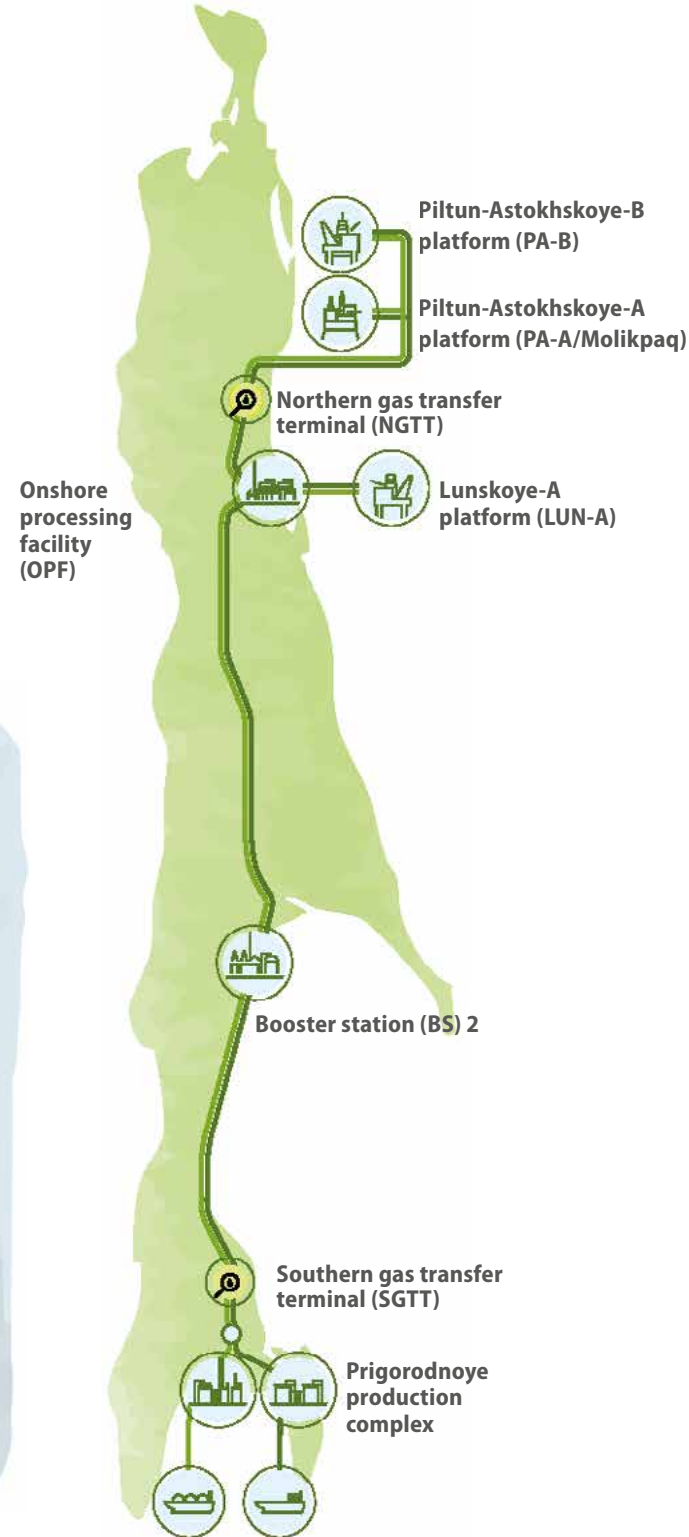 Piltun-Astokhskoye-B
platform (PA-B)
Piltun-Astokhskoye-A
platform (PA-A/Molikpaq)
Northern gas transfer
terminal (NGTT)
Onshore
processing
facility
(OPF)
Lunskoye-A
platform (LUN-A)
Booster station (BS) 2
Southern gas transfer
terminal (SGTT)
Prigorodnoye
production
complex